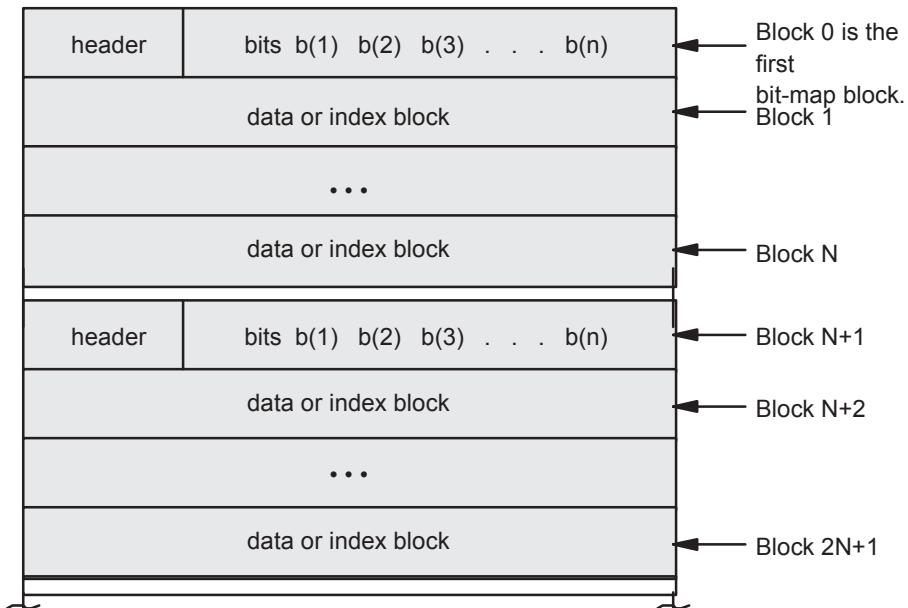 header bits b(1) b(2) b(3) . . . b(n)
Block 0 is the
first
bit-map block.
data or index block
Block 1
...
data or index block
Block N
header bits b(1) b(2) b(3) . . . b(n)
Block N+1
data or index block
Block N+2
...
data or index block
Block 2N+1